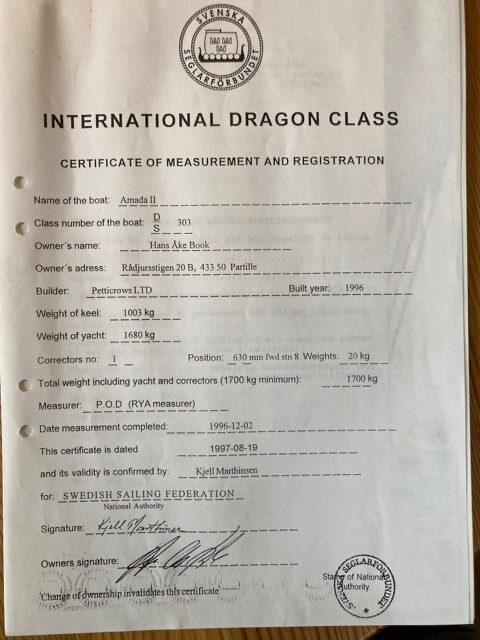 SVENSKA
SEGLARFÖRBUNDET
INTERNATIONAL DRAGON CLASS
CERTIFICATE OF MEASUREMENT AND REGISTRATION
Name of the boat: Amada II
Class number of the boat: D S 303
Owner´s name: Hans Åke Book
Owner´s adress: Rådjursstigen 20 B, 433 50 Partille
Builder: Petticrows LTD Built year: 1996
Weight of keel: 1003 kg
Weight of yacht: 1680 kg
Correctors no: 1 Position: 630 mm fwd stn 8 Weights: 20 kg
Total weight including yacht and correctors (1700 kg minimum): 1700 kg
Measurer: P.O.D (RYA measurer)
Date measurement completed: 1996-12-02
This certificate is dated 1997-08-19
and its validity is confirmed by: Kjell Marthinsen
for: SWEDISH SAILING FEDERATION
National Authority
Signature: Kjell Marthinsen
Owners signature:
Stamp of National
Authority
SVENSKA SEGLARFÖRBUNDET
Change of ownership invalidates this certificate